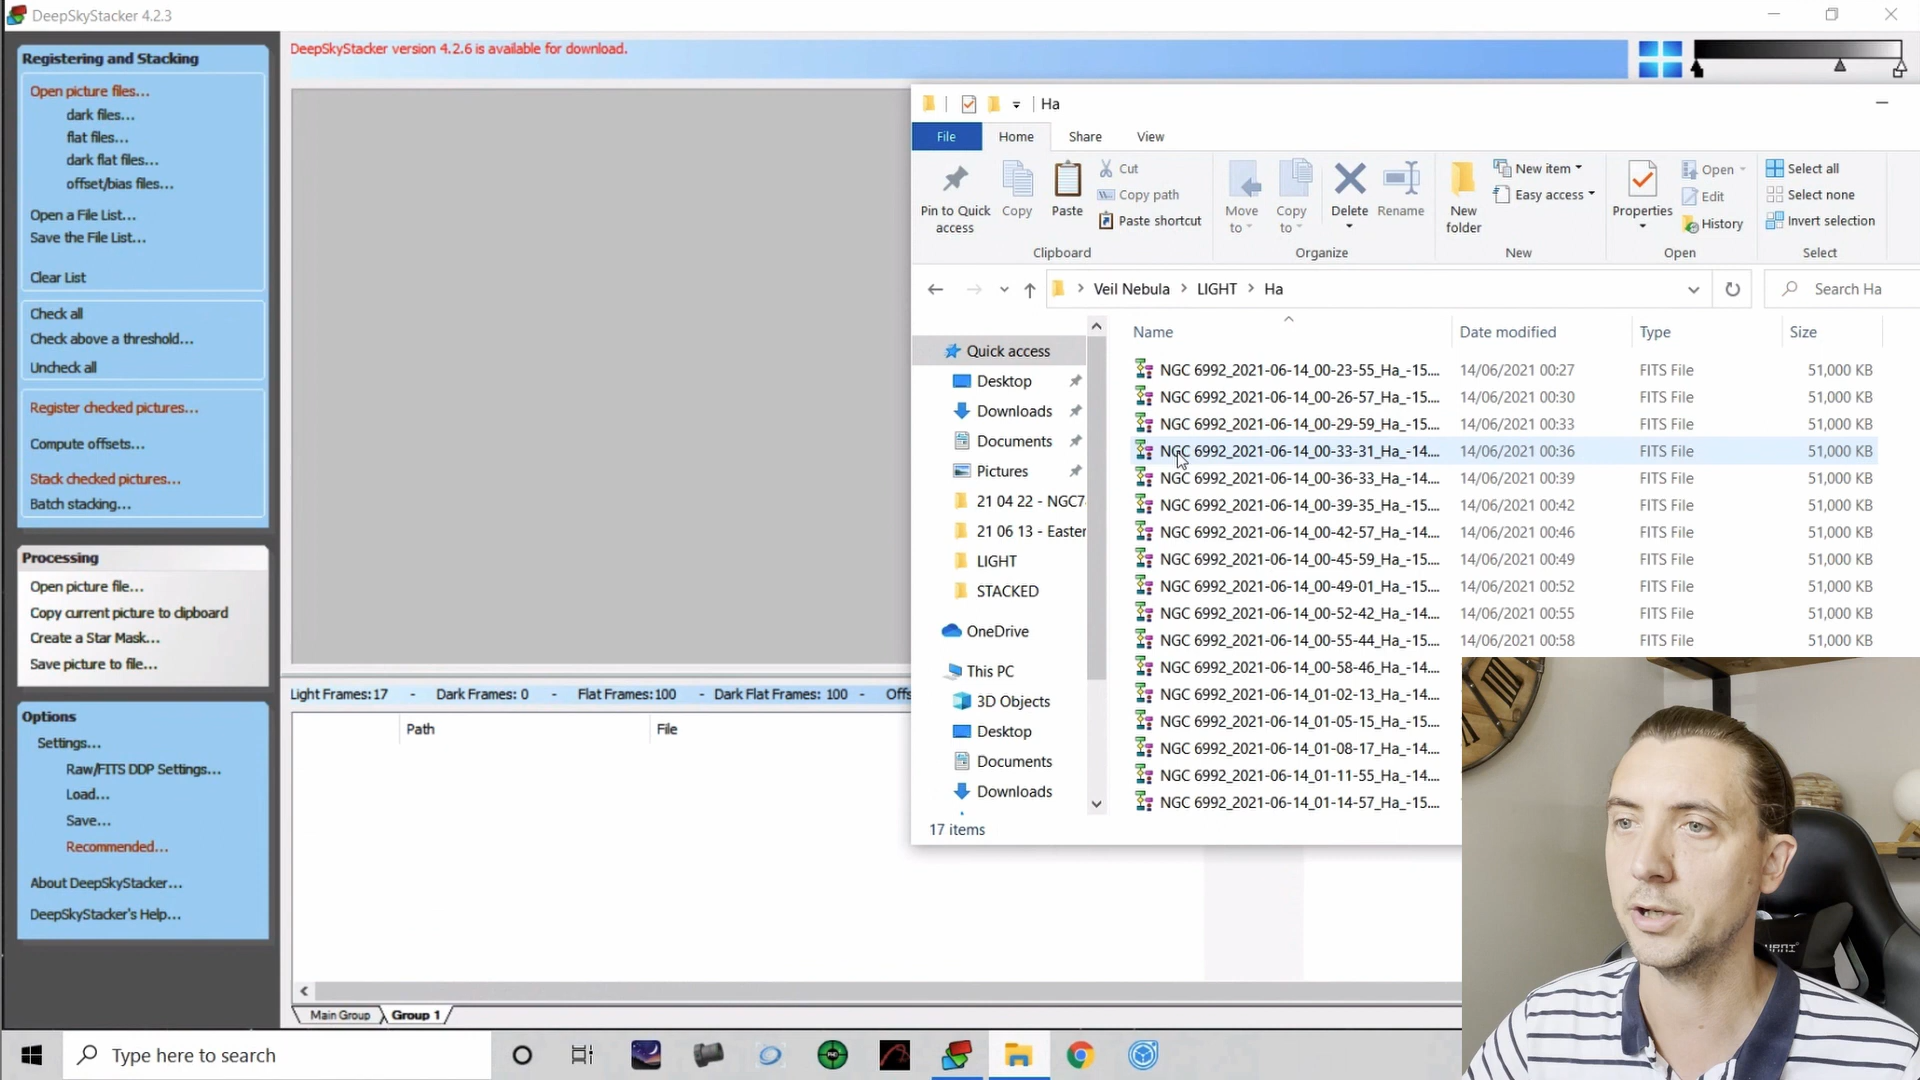 DeepSkyStacker 4.2.3
Registering and Stacking
Open picture files...
dark files...
flat files...
dark flat files...
offset/bias files...
Open a File List...
Save the File List...
Clear List
Check all
Check above a threshold...
Uncheck all
Register checked pictures...
Compute offsets...
Stack checked pictures...
Batch stacking...
Processing
Open picture file...
Copy current picture to clipboard
Create a Star Mask...
Save picture to file...
Options
Settings...
Raw/FITS DDP Settings...
Load...
Save...
Recommended...
About DeepSkyStacker...
DeepSkyStacker's Help...
DeepSkyStacker version 4.2.6 is available for download.
Light Frames:17 - Dark Frames: 0 - Flat Frames:100 - Dark Flat Frames: 100 - Offs
Path File
Main Group Group 1
Ha
File Home Share View
Pin to Quick access
Copy
Paste
Cut
Copy path
Paste shortcut
Clipboard
Move to
Copy to
Delete
Rename
Organize
New folder
New item
Easy access
New
Properties
Open
Edit
History
Open
Select all
Select none
Invert selection
Select
Veil Nebula > LIGHT > Ha
Search Ha
Quick access
Desktop
Downloads
Documents
Pictures
21 04 22 - NGC7
21 06 13 - Easter
LIGHT
STACKED
OneDrive
This PC
3D Objects
Desktop
Documents
Downloads
Name Date modified Type Size
NGC 6992_2021-06-14_00-23-55_Ha_-15.... 14/06/2021 00:27 FITS File 51,000 KB
NGC 6992_2021-06-14_00-26-57_Ha_-15.... 14/06/2021 00:30 FITS File 51,000 KB
NGC 6992_2021-06-14_00-29-59_Ha_-15.... 14/06/2021 00:33 FITS File 51,000 KB
NGC 6992_2021-06-14_00-33-31_Ha_-14.... 14/06/2021 00:36 FITS File 51,000 KB
NGC 6992_2021-06-14_00-36-33_Ha_-14.... 14/06/2021 00:39 FITS File 51,000 KB
NGC 6992_2021-06-14_00-39-35_Ha_-15.... 14/06/2021 00:42 FITS File 51,000 KB
NGC 6992_2021-06-14_00-42-57_Ha_-14.... 14/06/2021 00:46 FITS File 51,000 KB
NGC 6992_2021-06-14_00-45-59_Ha_-15.... 14/06/2021 00:49 FITS File 51,000 KB
NGC 6992_2021-06-14_00-49-01_Ha_-15.... 14/06/2021 00:52 FITS File 51,000 KB
NGC 6992_2021-06-14_00-52-42_Ha_-14.... 14/06/2021 00:55 FITS File 51,000 KB
NGC 6992_2021-06-14_00-55-44_Ha_-15.... 14/06/2021 00:58 FITS File 51,000 KB
NGC 6992_2021-06-14_00-58-46_Ha_-14....
NGC 6992_2021-06-14_01-02-13_Ha_-14....
NGC 6992_2021-06-14_01-05-15_Ha_-15....
NGC 6992_2021-06-14_01-08-17_Ha_-14....
NGC 6992_2021-06-14_01-11-55_Ha_-14....
NGC 6992_2021-06-14_01-14-57_Ha_-15....
17 items
Type here to search